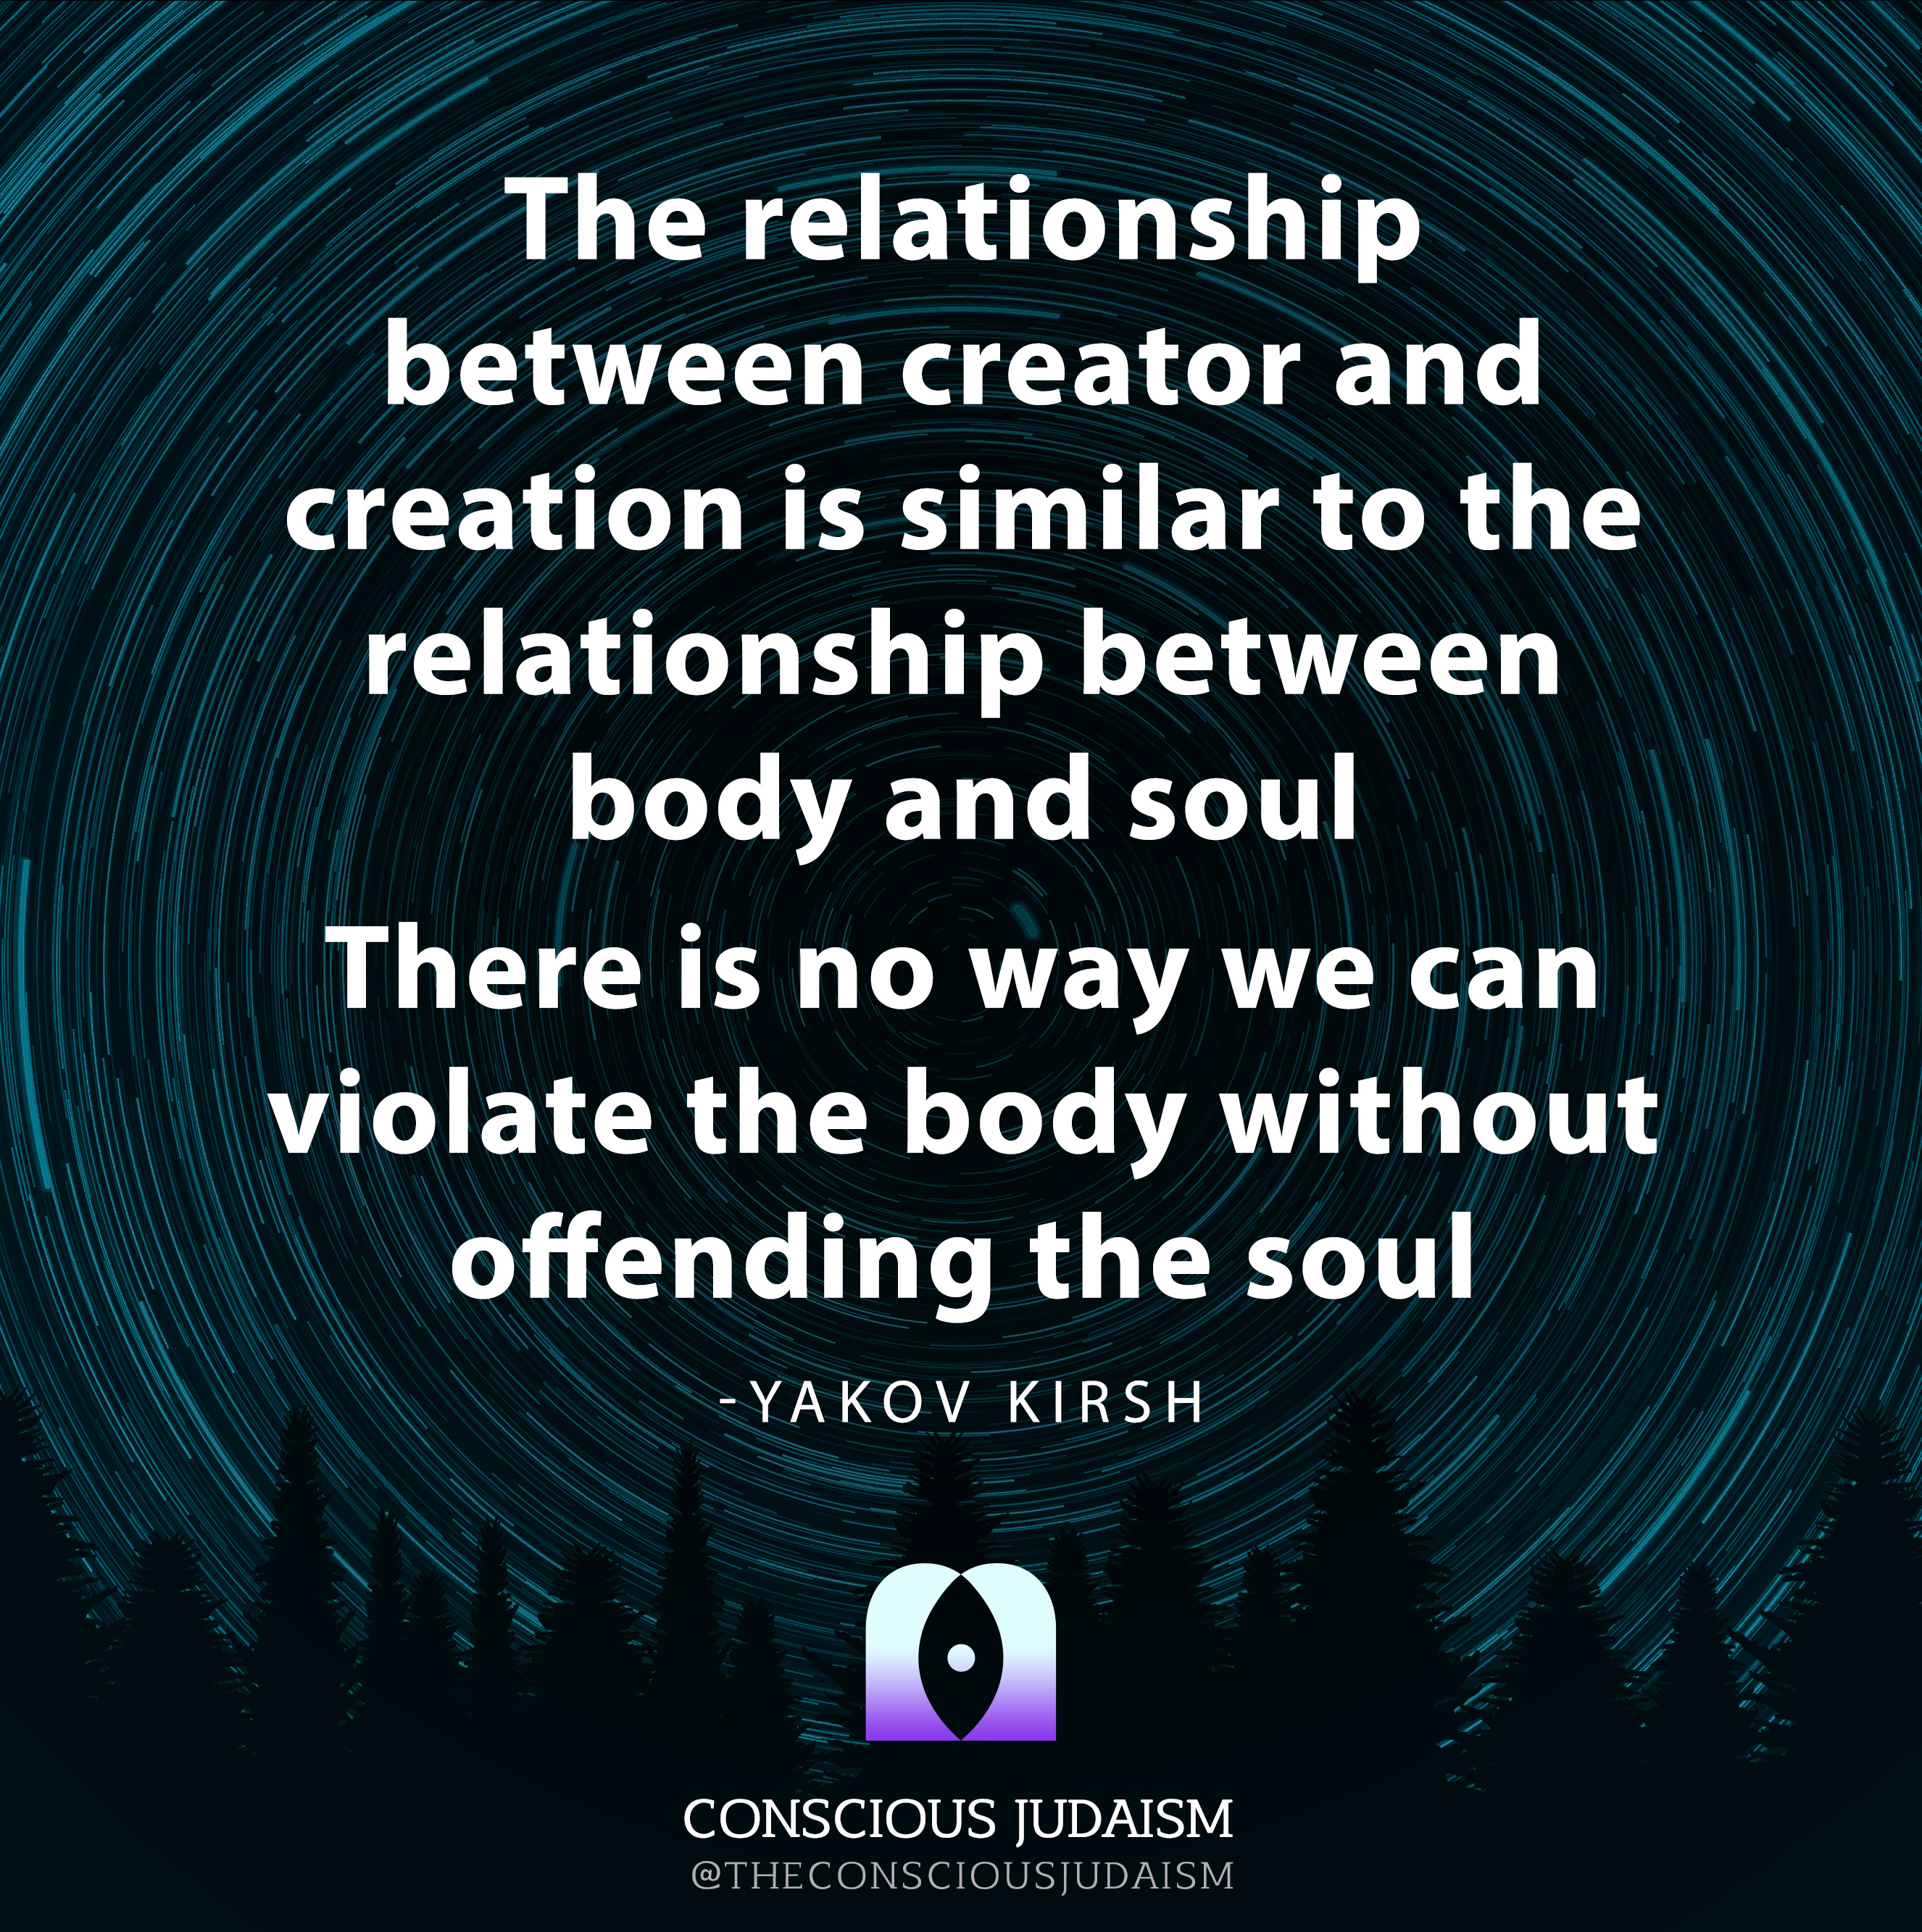 The relationship
between creator and
creation is similar to the
relationship between
body and soul
There is no way we can
violate the body without
offending the soul
-YAKOV KIRSH
CONSCIOUS JUDAISM
@THECONSCIOUSJUDAISM